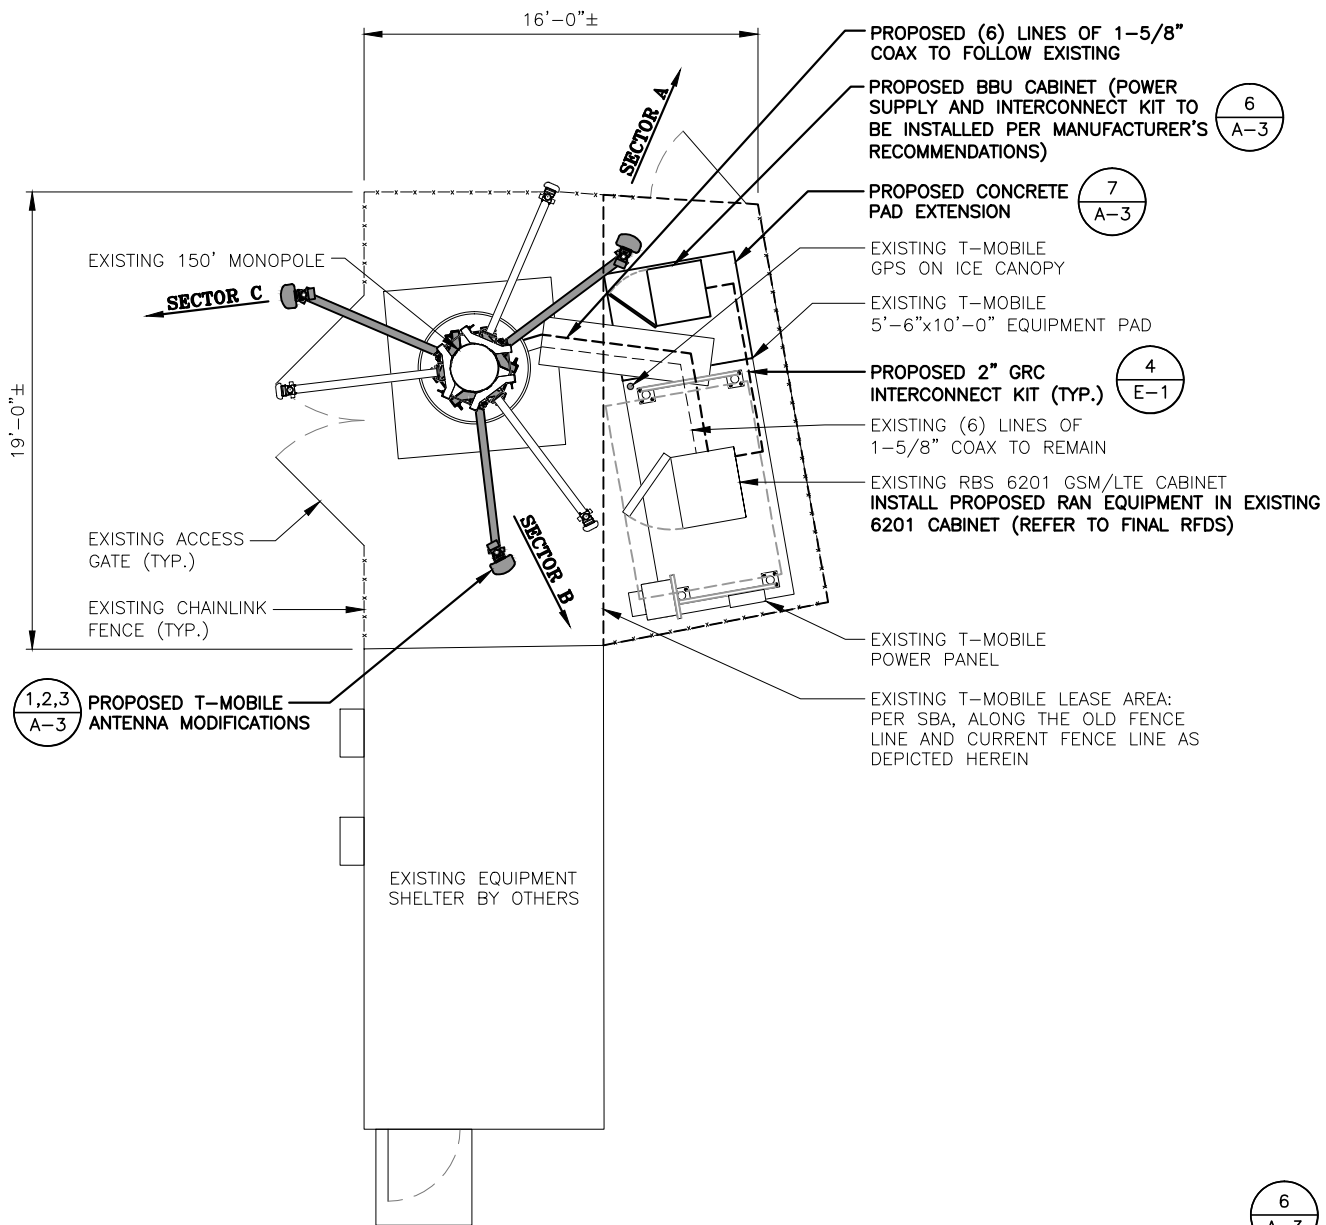 16'-0"±
PROPOSED (6) LINES OF 1-5/8"
COAX TO FOLLOW EXISTING
PROPOSED BBU CABINET (POWER
SUPPLY AND INTERCONNECT KIT TO
BE INSTALLED PER MANUFACTURER'S
RECOMMENDATIONS)
6
A-3
SECTOR A
PROPOSED CONCRETE
PAD EXTENSION
7
A-3
EXISTING T-MOBILE
GPS ON ICE CANOPY
EXISTING 150' MONOPOLE
SECTOR C
EXISTING T-MOBILE
5'-6"x10'-0" EQUIPMENT PAD
PROPOSED 2" GRC
INTERCONNECT KIT (TYP.)
4
E-1
19'-0"±
EXISTING (6) LINES OF
1-5/8" COAX TO REMAIN
EXISTING RBS 6201 GSM/LTE CABINET
INSTALL PROPOSED RAN EQUIPMENT IN EXISTING
6201 CABINET (REFER TO FINAL RFDS)
EXISTING ACCESS
GATE (TYP.)
SECTOR B
EXISTING CHAINLINK
FENCE (TYP.)
EXISTING T-MOBILE
POWER PANEL
1,2,3
A-3
PROPOSED T-MOBILE
ANTENNA MODIFICATIONS
EXISTING T-MOBILE LEASE AREA:
PER SBA, ALONG THE OLD FENCE
LINE AND CURRENT FENCE LINE AS
DEPICTED HEREIN
EXISTING EQUIPMENT
SHELTER BY OTHERS
6
A-3